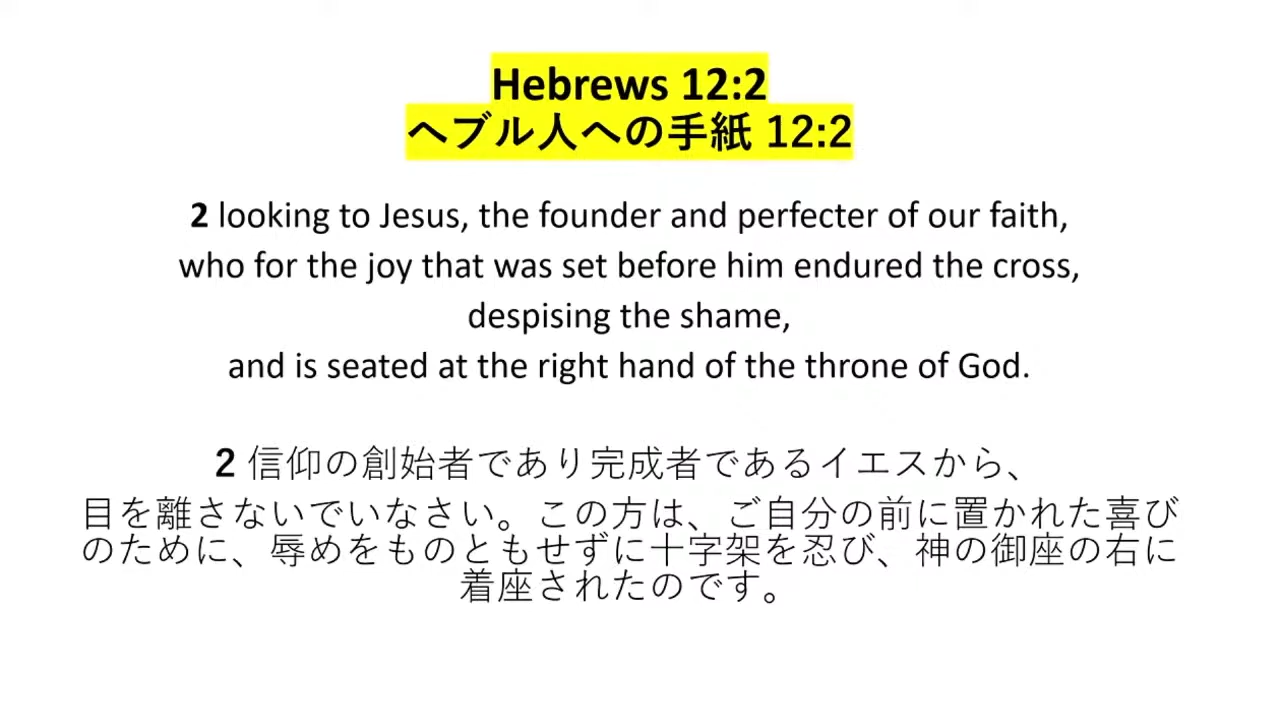 Hebrews 12:2
ヘブル人への手紙 12:2
2 looking to Jesus, the founder and perfecter of our faith,
who for the joy that was set before him endured the cross,
despising the shame,
and is seated at the right hand of the throne of God.
2 信仰の創始者であり完成者であるイエスから、
目を離さないでいなさい。この方は、ご自分の前に置かれた喜び
のために、辱めをものともせずに十字架を忍び、神の御座の右に
着座されたのです。